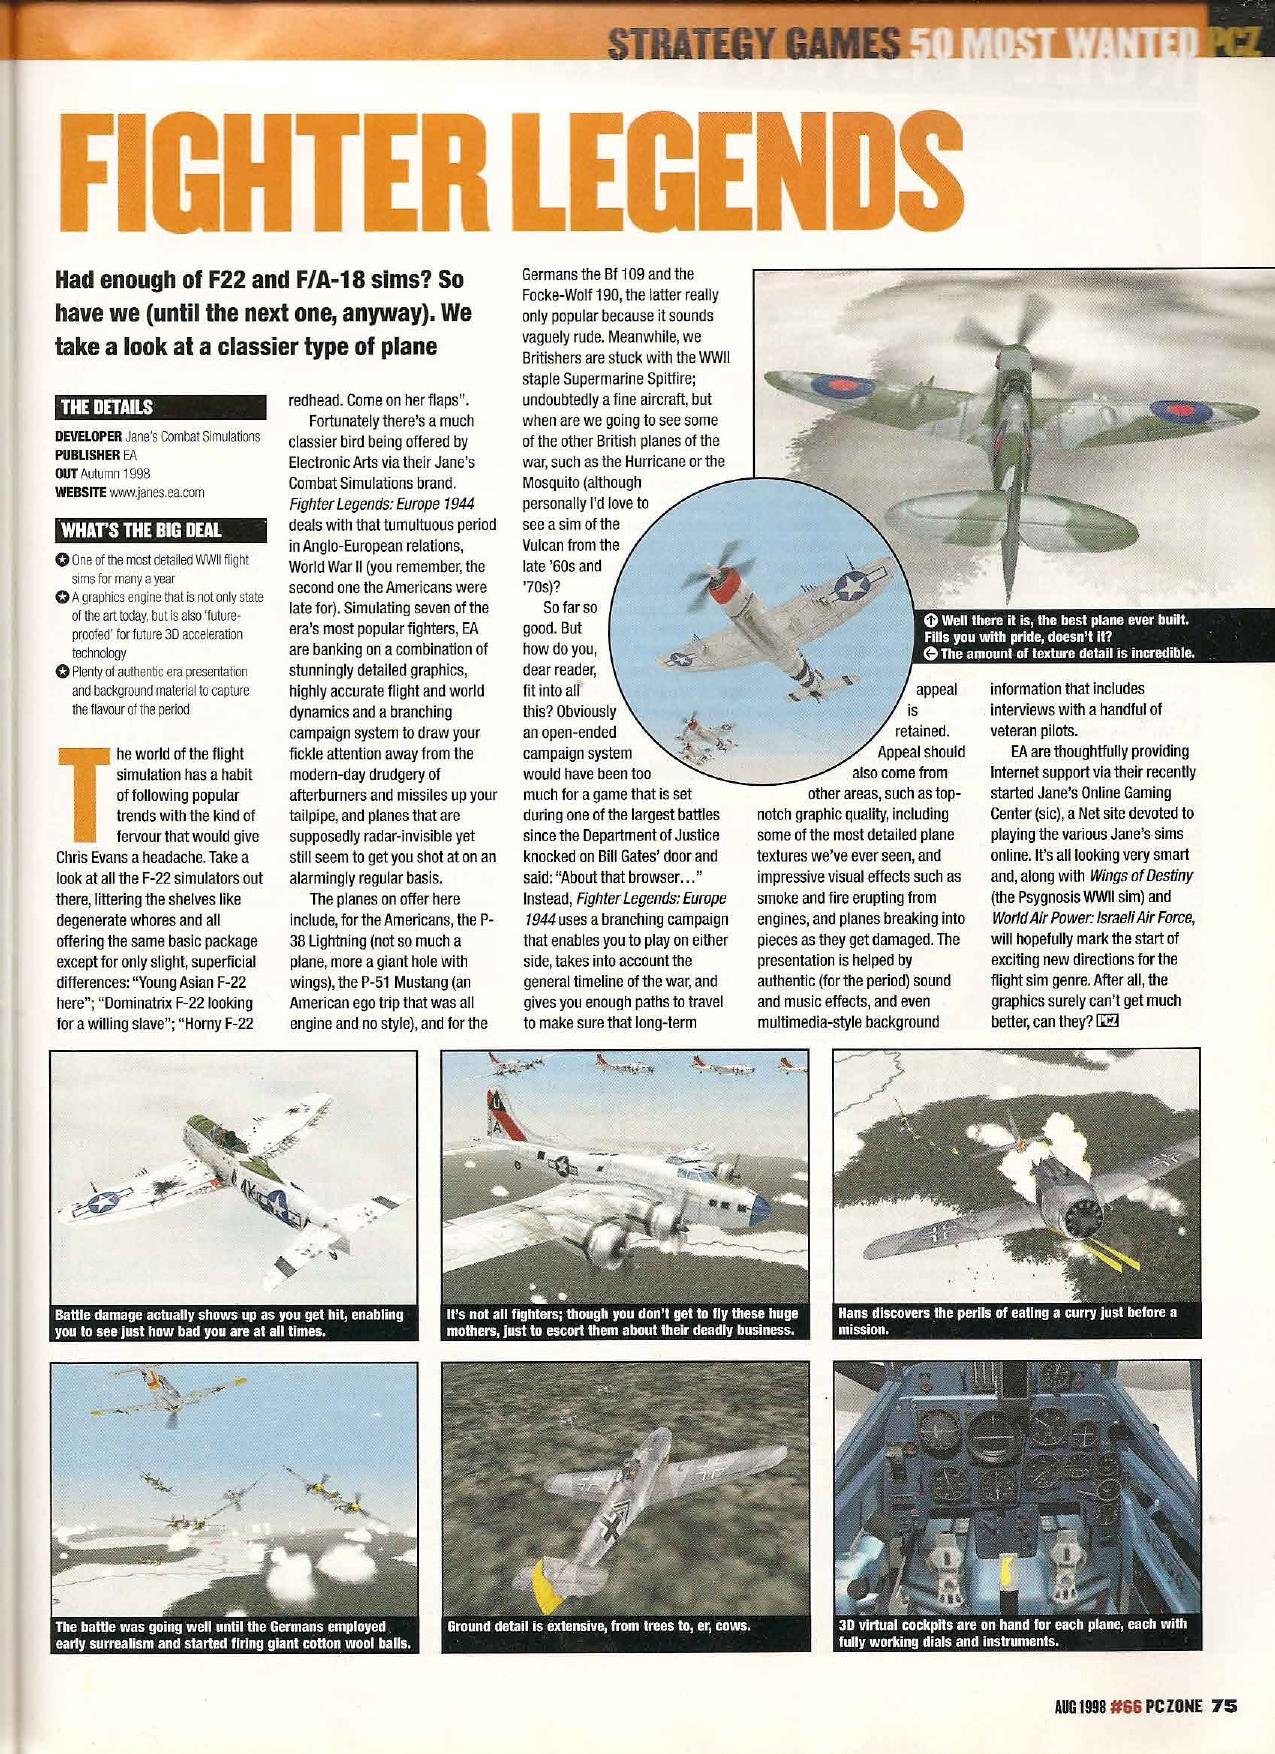 STRATEGY GAMES 50 MOST WANTED PCZ
FIGHTER LEGENDS
Had enough of F22 and F/A-18 sims? So
have we (until the next one, anyway). We
take a look at a classier type of plane
THE DETAILS
DEVELOPER Jane's Combat Simulations
PUBLISHER EA
OUT Autumn 1998
WEBSITE www.janes.ea.com
WHAT'S THE BIG DEAL
One of the most detailed WWII flight
sims for many a year
A graphics engine that is not only state
of the art today, but is also 'future-
proofed' for future 3D acceleration
technology
Plenty of authentic era presentation
and background material to capture
the flavour of the period
The world of the flight
simulation has a habit
of following popular
trends with the kind of
fervour that would give
Chris Evans a headache. Take a
look at all the F-22 simulators out
there, littering the shelves like
degenerate whores and all
offering the same basic package
except for only slight, superficial
differences: "Young Asian F-22
here"; "Dominatrix F-22 looking
for a willing slave"; "Horny F-22
redhead. Come on her flaps".
Fortunately there's a much
classier bird being offered by
Electronic Arts via their Jane's
Combat Simulations brand.
Fighter Legends: Europe 1944
deals with that tumultuous period
in Anglo-European relations,
World War II (you remember, the
second one the Americans were
late for). Simulating seven of the
era's most popular fighters, EA
are banking on a combination of
stunningly detailed graphics,
highly accurate flight and world
dynamics and a branching
campaign system to draw your
fickle attention away from the
modern-day drudgery of
afterburners and missiles up your
tailpipe, and planes that are
supposedly radar-invisible yet
still seem to get you shot at on an
alarmingly regular basis.
The planes on offer here
include, for the Americans, the P-
38 Lightning (not so much a
plane, more a giant hole with
wings), the P-51 Mustang (an
American ego trip that was all
engine and no style), and for the
Germans the Bf 109 and the
Focke-Wolf 190, the latter really
only popular because it sounds
vaguely rude. Meanwhile, we
Britishers are stuck with the WWII
staple Supermarine Spitfire;
undoubtedly a fine aircraft, but
when are we going to see some
of the other British planes of the
war, such as the Hurricane or the
Mosquito (although
personally I'd love to
see a sim of the
Vulcan from the
late '60s and
'70s)?
So far so
good. But
how do you,
dear reader,
fit into all
this? Obviously
an open-ended
campaign system
would have been too
much for a game that is set
during one of the largest battles
since the Department of Justice
knocked on Bill Gates' door and
said: "About that browser..."
Instead, Fighter Legends: Europe
1944 uses a branching campaign
that enables you to play on either
side, takes into account the
general timeline of the war, and
gives you enough paths to travel
to make sure that long-term
appeal
is
retained.
Appeal should
also come from
other areas, such as top-
notch graphic quality, including
some of the most detailed plane
textures we've ever seen, and
impressive visual effects such as
smoke and fire erupting from
engines, and planes breaking into
pieces as they get damaged. The
presentation is helped by
authentic (for the period) sound
and music effects, and even
multimedia-style background
information that includes
interviews with a handful of
veteran pilots.
EA are thoughtfully providing
Internet support via their recently
started Jane's Online Gaming
Center (sic), a Net site devoted to
playing the various Jane's sims
online. It's all looking very smart
and, along with Wings of Destiny
(the Psygnosis WWII sim) and
World Air Power: Israeli Air Force,
will hopefully mark the start of
exciting new directions for the
flight sim genre. After all, the
graphics surely can't get much
better, can they? PCZ
Well there it is, the best plane ever built.
Fills you with pride, doesn't it?
The amount of texture detail is incredible.
Battle damage actually shows up as you get hit, enabling
you to see just how bad you are at all times.
It's not all fighters; though you don't get to fly these huge
mothers, just to escort them about their deadly business.
Hans discovers the perils of eating a curry just before a
mission.
The battle was going well until the Germans employed
early surrealism and started firing giant cotton wool balls.
Ground detail is extensive, from trees to, er, cows.
3D virtual cockpits are on hand for each plane, each with
fully working dials and instruments.
AUG 1998 #66 PC ZONE 75